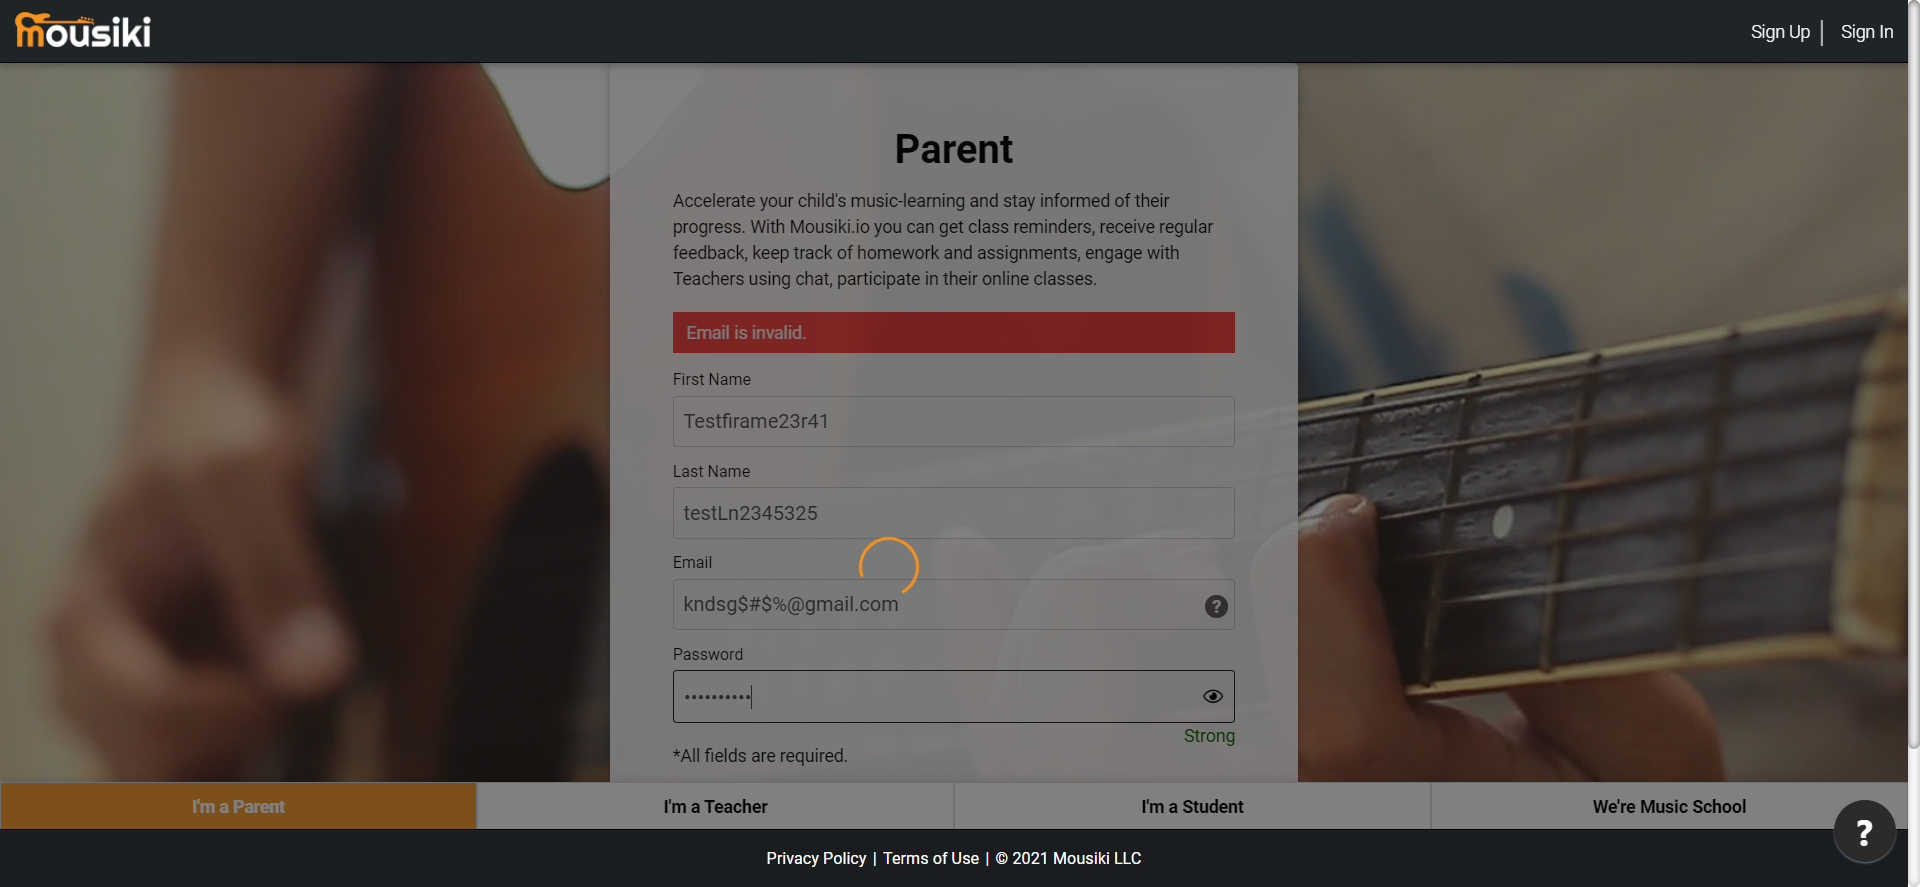 mousiki
Sign Up | Sign In
Parent
Accelerate your child's music-learning and stay informed of their
progress. With Mousiki.io you can get class reminders, receive regular
feedback, keep track of homework and assignments, engage with
Teachers using chat, participate in their online classes.
Email is invalid.
First Name
Testfirame23r41
Last Name
testLn2345325
Email
kndsg$#$%@gmail.com
?
Password
••••••••••
Strong
*All fields are required.
I'm a Parent
I'm a Teacher
I'm a Student
We're Music School
?
Privacy Policy | Terms of Use | © 2021 Mousiki LLC